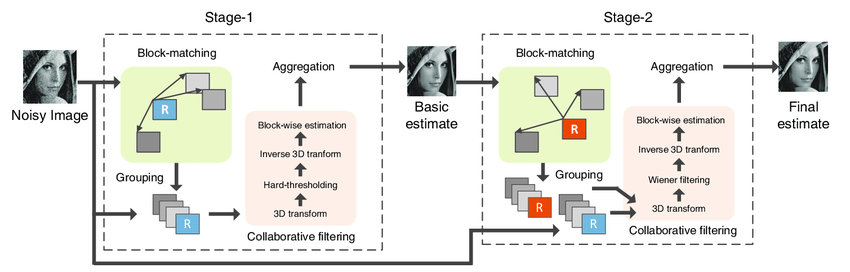 Stage-1
Block-matching
R
Grouping
R
Aggregation
Block-wise estimation
Inverse 3D tranform
Hard-thresholding
3D transform
Collaborative filtering
Noisy Image
Basic
estimate
Stage-2
Block-matching
R
Grouping
R
R
Aggregation
Block-wise estimation
Inverse 3D tranform
Wiener filtering
3D transform
Collaborative filtering
Final
estimate